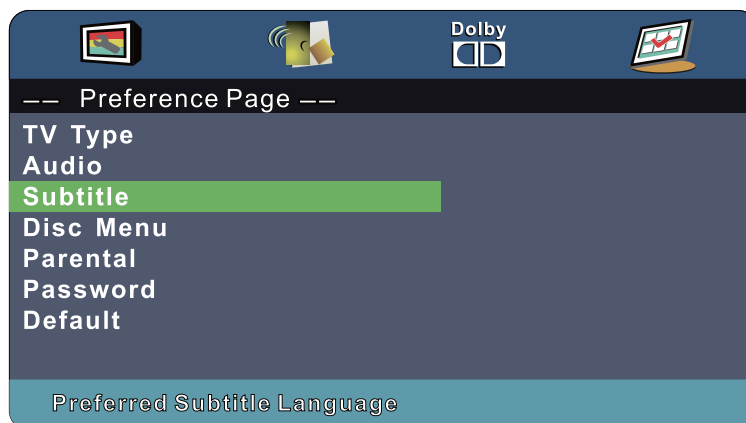 Dolby
-- Preference Page --
TV Type
Audio
Subtitle
Disc Menu
Parental
Password
Default
Preferred Subtitle Language